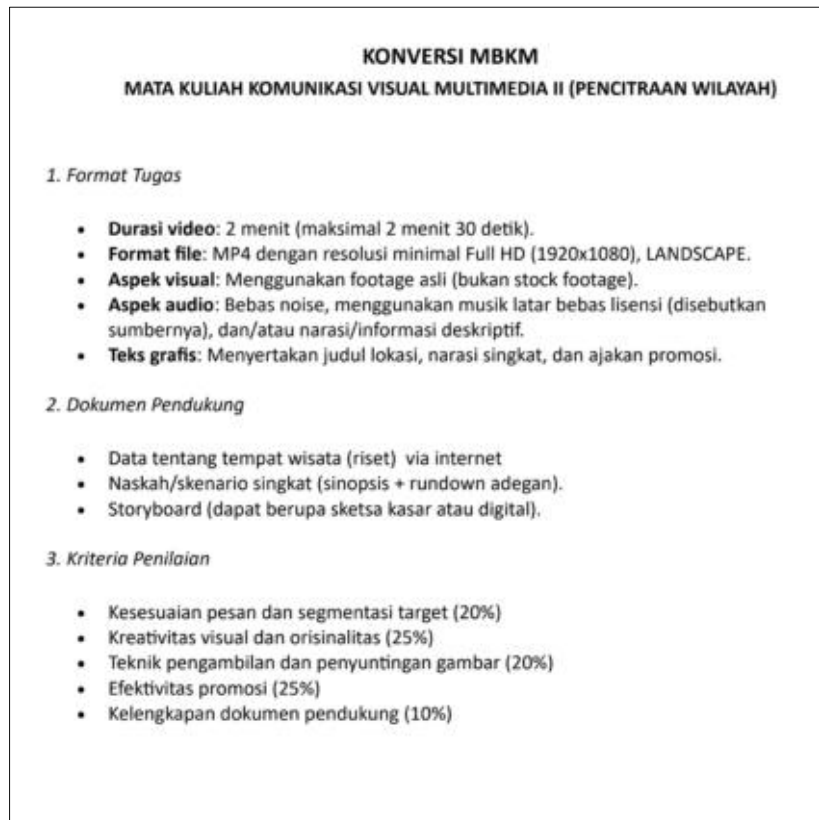 KONVERSI MBKM
MATA KULIAH KOMUNIKASI VISUAL MULTIMEDIA II (PENCITRAAN WILAYAH)
1. Format Tugas
• Durasi video: 2 menit (maksimal 2 menit 30 detik).
• Format file: MP4 dengan resolusi minimal Full HD (1920x1080), LANDSCAPE.
• Aspek visual: Menggunakan footage asli (bukan stock footage).
• Aspek audio: Bebas noise, menggunakan musik latar bebas lisensi (disebutkan
sumbernya), dan/atau narasi/informasi deskriptif.
• Teks grafis: Menyertakan judul lokasi, narasi singkat, dan ajakan promosi.
2. Dokumen Pendukung
• Data tentang tempat wisata (riset) via internet
• Naskah/skenario singkat (sinopsis + rundown adegan).
• Storyboard (dapat berupa sketsa kasar atau digital).
3. Kriteria Penilaian
• Kesesuaian pesan dan segmentasi target (20%)
• Kreativitas visual dan orisinalitas (25%)
• Teknik pengambilan dan penyuntingan gambar (20%)
• Efektivitas promosi (25%)
• Kelengkapan dokumen pendukung (10%)